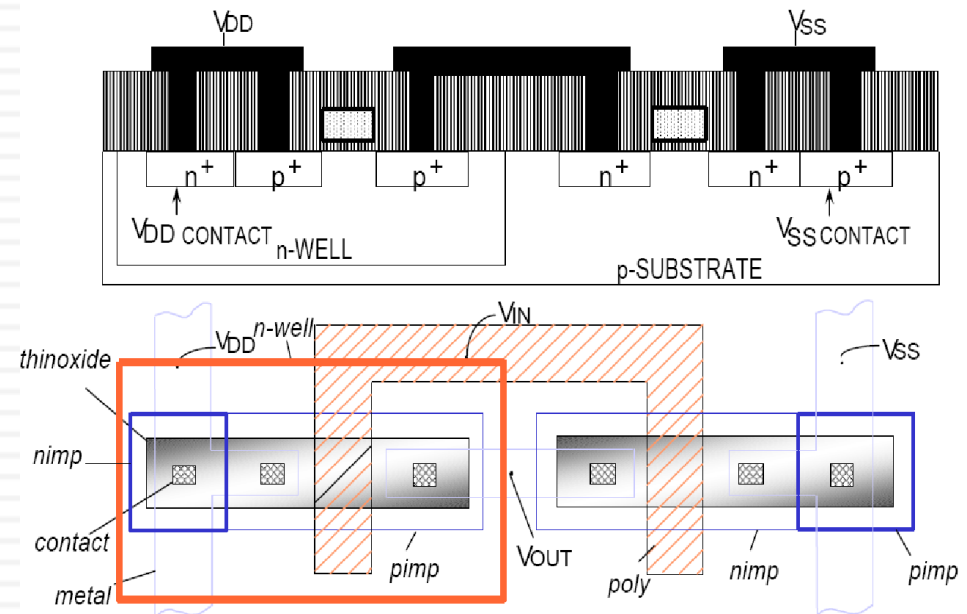 VDD
VSS
n+
p+
p+
n+
n+
p+
VDD CONTACT
n-WELL
VSS CONTACT
p-SUBSTRATE
VIN
n-well
VDD
VSS
thinoxide
nimp
contact
metal
pimp
VOUT
poly
nimp
pimp